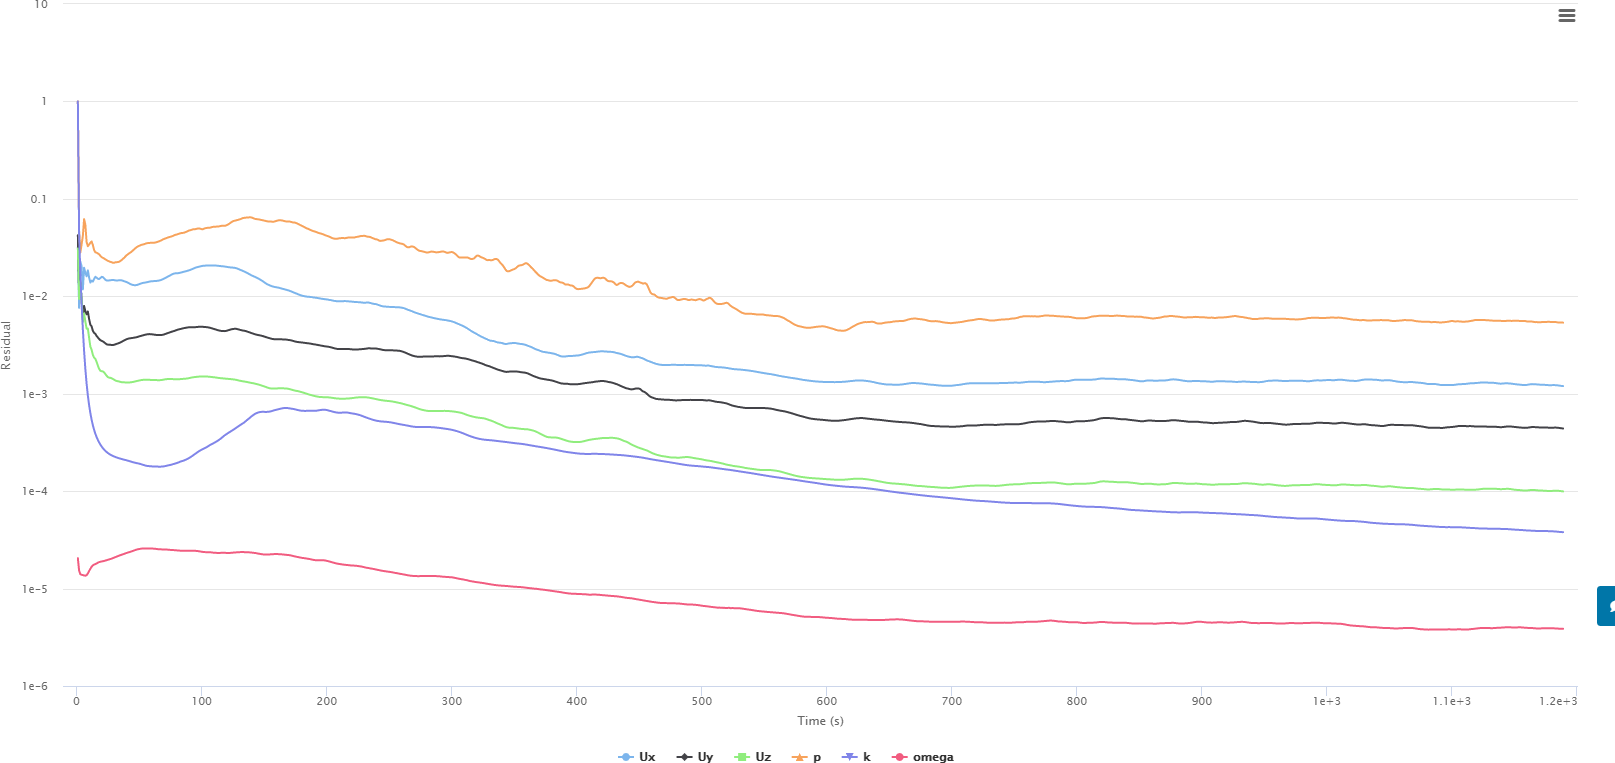 10
1
0.1
1e-2
1e-3
1e-4
1e-5
1e-6
Residual
0 100 200 300 400 500 600 700 800 900 1e+3 1.1e+3 1.2e+3
Time (s)
Ux Uy Uz p k omega